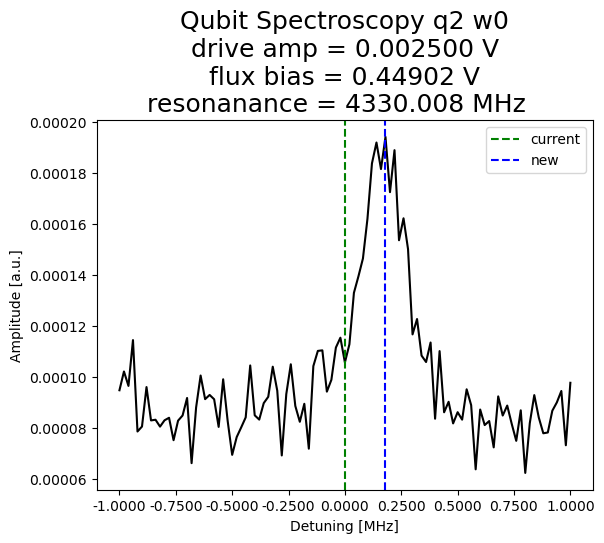 Qubit Spectroscopy q2 w0
drive amp = 0.002500 V
flux bias = 0.44902 V
resonanance = 4330.008 MHz
current
new
0.00020
0.00018
0.00016
0.00014
0.00012
0.00010
0.00008
0.00006
Amplitude [a.u.]
-1.0000 -0.7500 -0.5000 -0.2500 0.0000 0.2500 0.5000 0.7500 1.0000
Detuning [MHz]